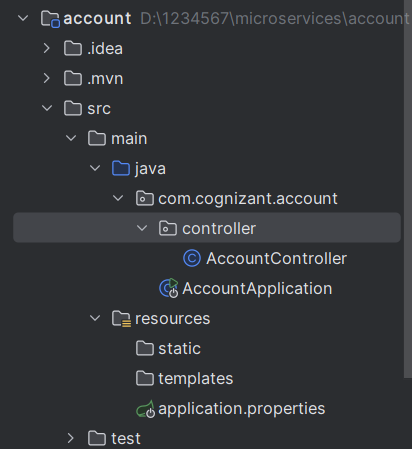 account D:\1234567\microservices\account
.idea
.mvn
src
main
java
com.cognizant.account
controller
AccountController
AccountApplication
resources
static
templates
application.properties
test